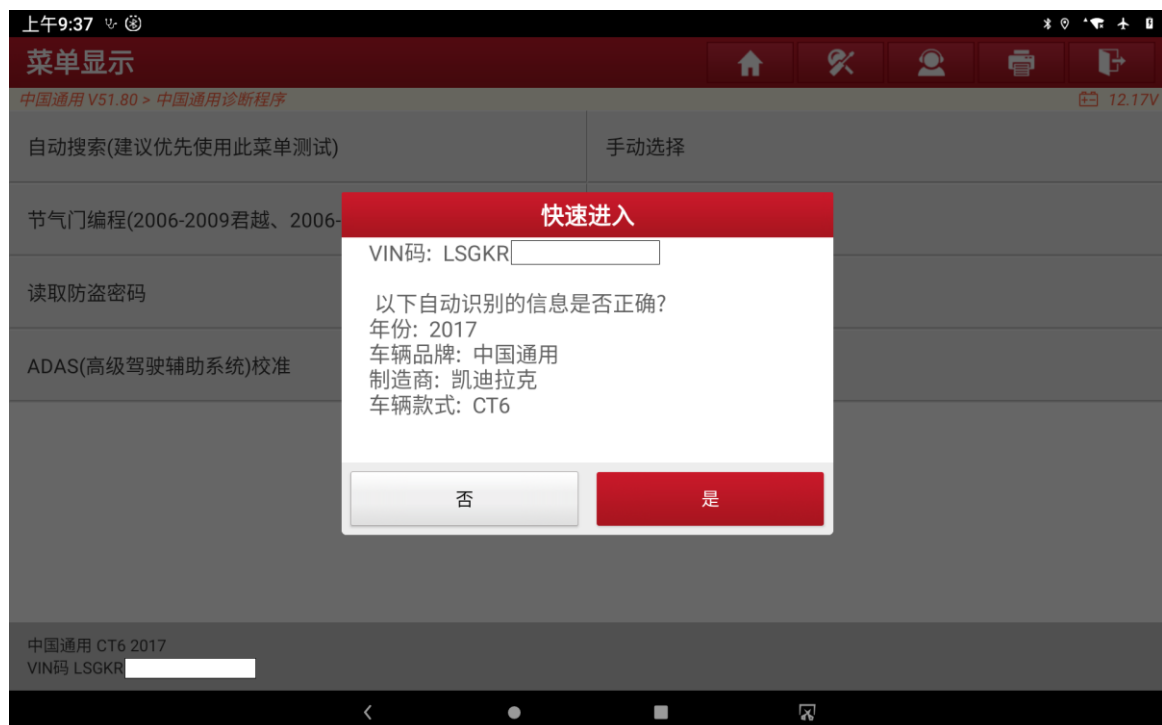 上午9:37
菜单显示
中国通用 V51.80 > 中国通用诊断程序
12.17V
自动搜索(建议优先使用此菜单测试)
手动选择
节气门编程(2006-2009君越、2006-
读取防盗密码
ADAS(高级驾驶辅助系统)校准
快速进入
VIN码: LSGKR
以下自动识别的信息是否正确?
年份: 2017
车辆品牌: 中国通用
制造商: 凯迪拉克
车辆款式: CT6
否
是
中国通用 CT6 2017
VIN码 LSGKR